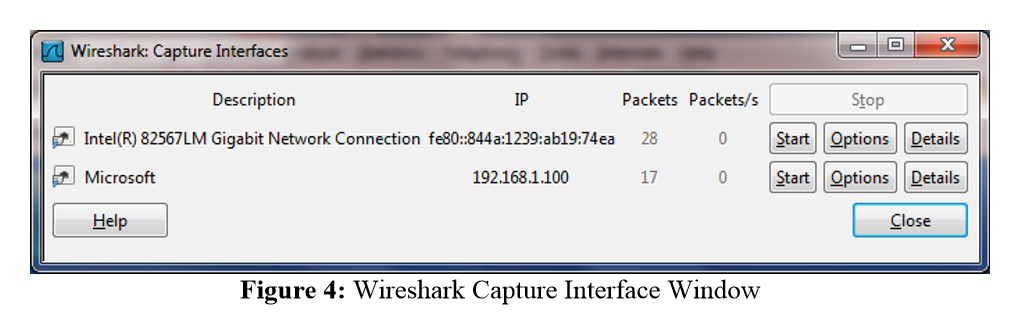 Wireshark: Capture Interfaces
Description IP Packets Packets/s Stop
Intel(R) 82567LM Gigabit Network Connection fe80::844a:1239:ab19:74ea 28 0 Start Options Details
Microsoft 192.168.1.100 17 0 Start Options Details
Help Close
Figure 4: Wireshark Capture Interface Window